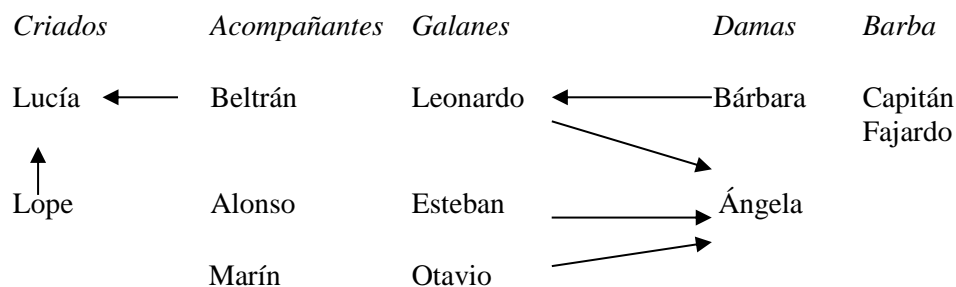 Criados Acompañantes Galanes Damas Barba
Lucía Beltrán Leonardo Bárbara Capitán
Fajardo
Lope Alonso Esteban Ángela
Marín Otavio